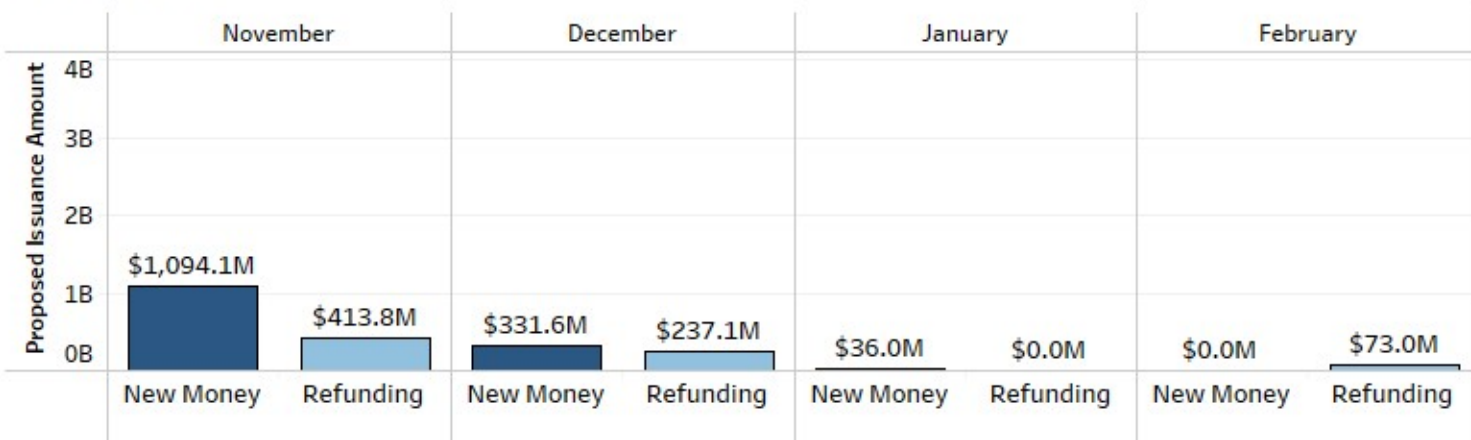 November December January February
Proposed Issuance Amount
4B
3B
2B
1B
0B
$1,094.1M $413.8M $331.6M $237.1M $36.0M $0.0M $0.0M $73.0M
New Money Refunding New Money Refunding New Money Refunding New Money Refunding